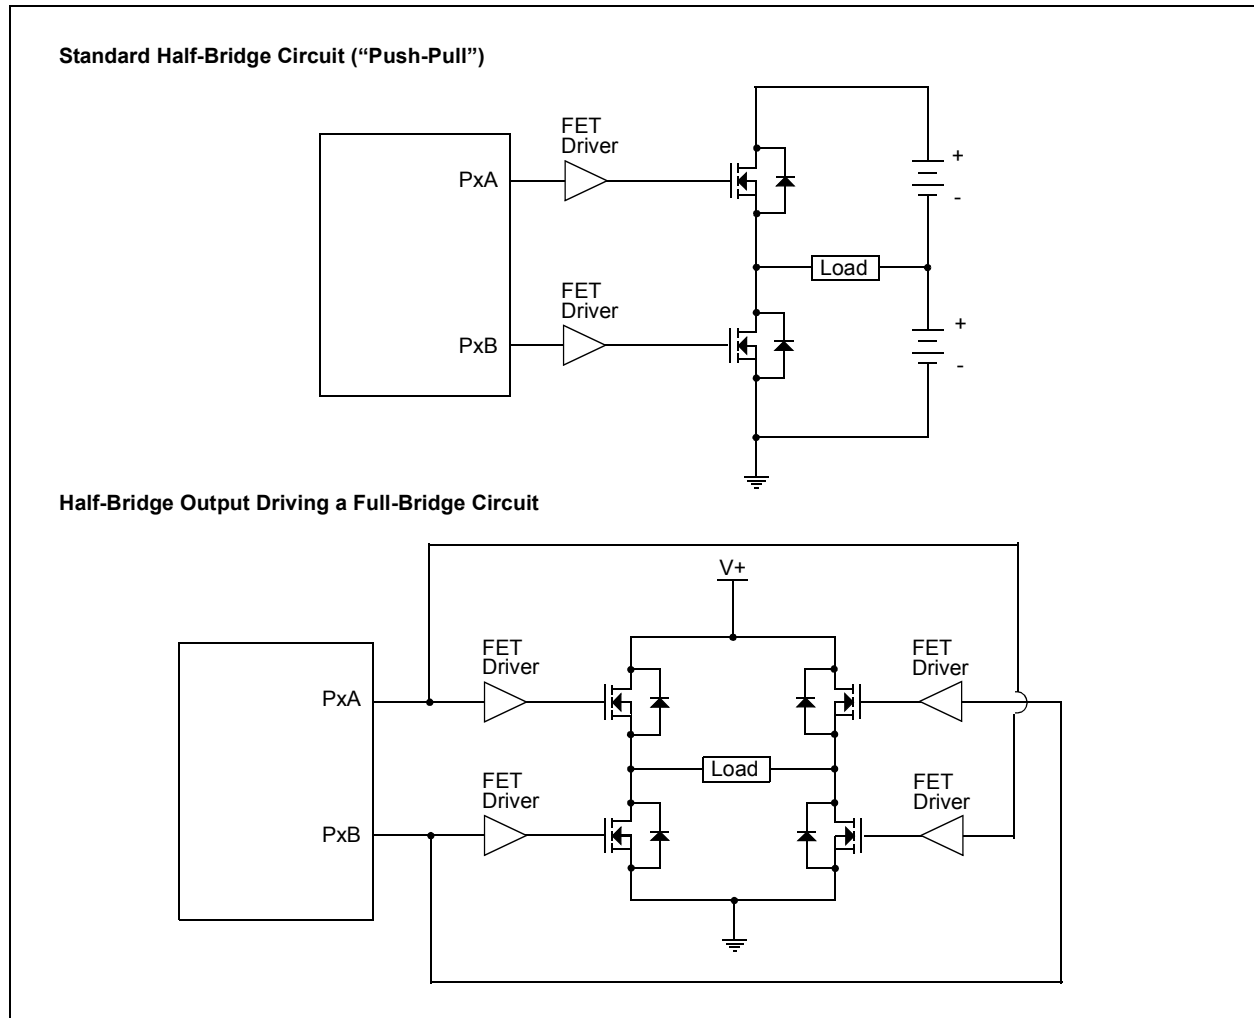 Standard Half-Bridge Circuit (“Push-Pull”)
FET
Driver
PxA
+
-
Load
FET
Driver
PxB
+
-
Half-Bridge Output Driving a Full-Bridge Circuit
V+
FET
Driver
FET
Driver
PxA
Load
FET
Driver
FET
Driver
PxB